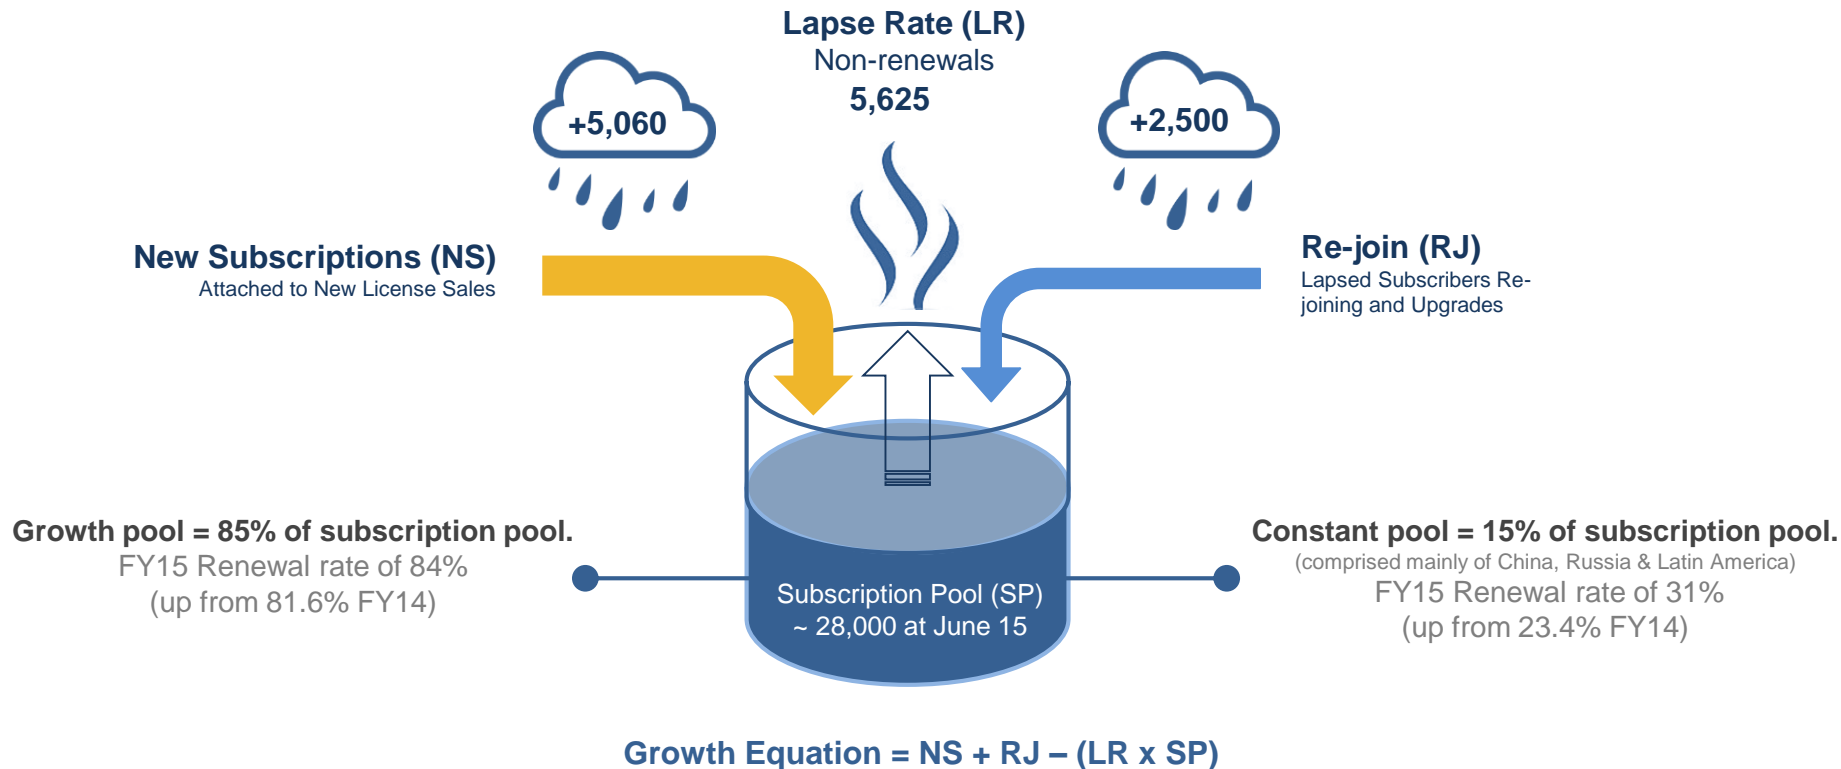 Lapse Rate (LR)
Non-renewals
5,625
+5,060
+2,500
New Subscriptions (NS)
Attached to New License Sales
Re-join (RJ)
Lapsed Subscribers Re-
joining and Upgrades
Growth pool = 85% of subscription pool.
FY15 Renewal rate of 84%
(up from 81.6% FY14)
Subscription Pool (SP)
~ 28,000 at June 15
Constant pool = 15% of subscription pool.
(comprised mainly of China, Russia & Latin America)
FY15 Renewal rate of 31%
(up from 23.4% FY14)
Growth Equation = NS + RJ – (LR x SP)